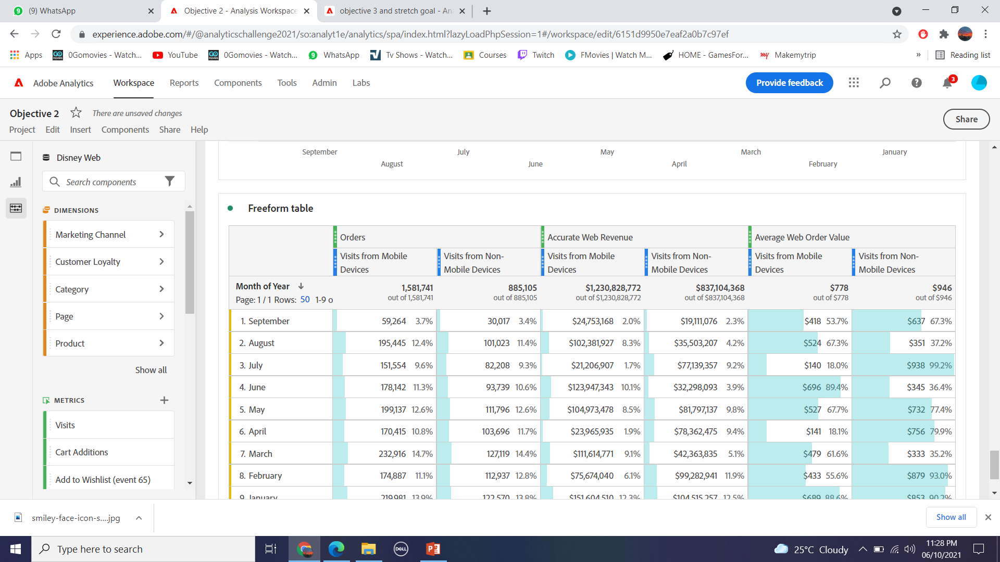 (9) WhatsApp
Objective 2 - Analysis Workspace
objective 3 and stretch goal - An
experience.adobe.com/#/@analyticschallenge2021/so:analyt1e/analytics/spa/index.html?lazyLoadPhpSession=1#/workspace/edit/6151d9950e7eaf2a0b7c97ef
Apps 0Gomovies - Watch... YouTube 0Gomovies - Watch... WhatsApp Tv Shows - Watch... Courses Twitch FMovies | Watch M... HOME - GamesFor... my Makemytrip » Reading list
Adobe Analytics Workspace Reports Components Tools Admin Labs Provide feedback 3
Objective 2 There are unsaved changes
Share
Project Edit Insert Components Share Help
Disney Web
Search components
DIMENSIONS
Marketing Channel
Customer Loyalty
Category
Page
Product
Show all
METRICS
Visits
Cart Additions
Add to Wishlist (event 65)
September July May March January
August June April February
Freeform table
Orders Accurate Web Revenue Average Web Order Value
Visits from Mobile Visits from Non- Visits from Mobile Visits from Non- Visits from Mobile Visits from Non-
Devices Mobile Devices Devices Mobile Devices Devices Mobile Devices
Month of Year 1,581,741 885,105 $1,230,828,772 $837,104,368 $778 $946
Page: 1 / 1 Rows: 50 1-9 o out of 1,581,741 out of 885,105 out of $1,230,828,772 out of $837,104,368 out of $778 out of $946
1. September 59,264 3.7% 30,017 3.4% $24,753,168 2.0% $19,111,076 2.3% $418 53.7% $637 67.3%
2. August 195,445 12.4% 101,023 11.4% $102,381,927 8.3% $35,503,207 4.2% $524 67.3% $351 37.2%
3. July 151,554 9.6% 82,208 9.3% $21,206,907 1.7% $77,139,357 9.2% $140 18.0% $938 99.2%
4. June 178,142 11.3% 93,739 10.6% $123,947,343 10.1% $32,298,093 3.9% $696 89.4% $345 36.4%
5. May 199,137 12.6% 111,796 12.6% $104,973,478 8.5% $81,797,137 9.8% $527 67.7% $732 77.4%
6. April 170,415 10.8% 103,696 11.7% $23,965,935 1.9% $78,362,475 9.4% $141 18.1% $756 79.9%
7. March 232,916 14.7% 127,119 14.4% $111,614,771 9.1% $42,363,835 5.1% $479 61.6% $333 35.2%
8. February 174,887 11.1% 112,937 12.8% $75,674,040 6.1% $99,282,941 11.9% $433 55.6% $879 93.0%
9. January 219,981 13.9% 122,570 13.8% $151,604,510 12.3% $104,515,257 12.5% $689 88.6% $853 90.2%
smiley-face-icon-s....jpg
Show all
Type here to search
DELL
25°C Cloudy
11:28 PM
06/10/2021